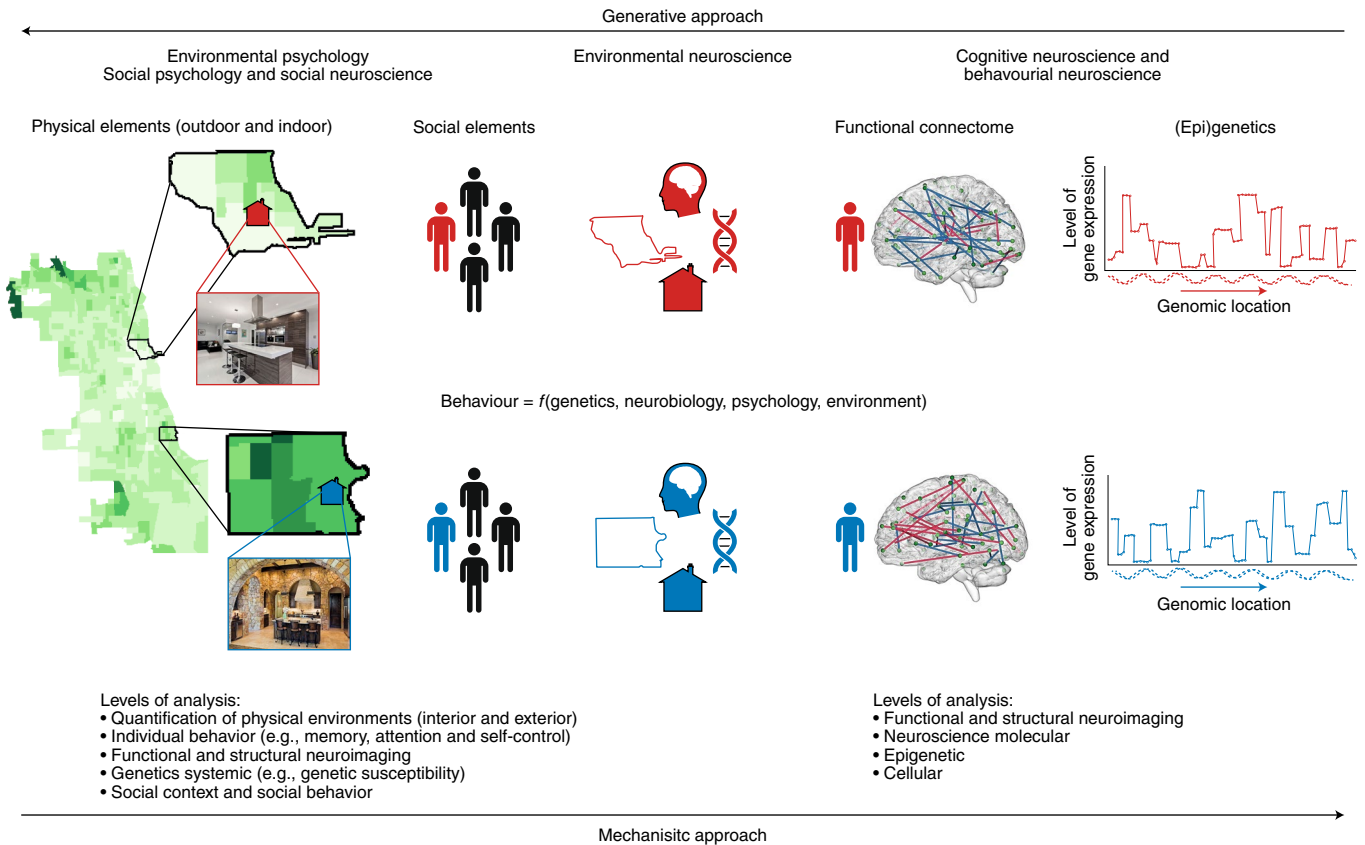 Generative approach
Environmental psychology
Social psychology and social neuroscience
Environmental neuroscience
Cognitive neuroscience and
behavourial neuroscience
Physical elements (outdoor and indoor)
Social elements
Functional connectome
(Epi)genetics
Level of
gene expression
Genomic location
Behaviour = f(genetics, neurobiology, psychology, environment)
Level of
gene expression
Genomic location
Levels of analysis:
• Quantification of physical environments (interior and exterior)
• Individual behavior (e.g., memory, attention and self-control)
• Functional and structural neuroimaging
• Genetics systemic (e.g., genetic susceptibility)
• Social context and social behavior
Levels of analysis:
• Functional and structural neuroimaging
• Neuroscience molecular
• Epigenetic
• Cellular
Mechanisitc approach